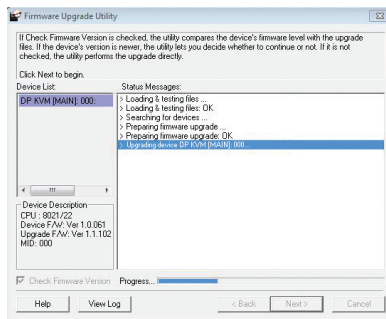 Firmware Upgrade Utility
If Check Firmware Version is checked, the utility compares the device's firmware level with the upgrade
files. If the device's version is newer, the utility lets you decide whether to continue or not. If it is not
checked, the utility performs the upgrade directly.
Click Next to begin.
Device List:
DP KVM [MAIN]: 000:
Status Messages:
> Loading & testing files ...
> Loading & testing files: OK
> Searching for devices ...
> Preparing firmware upgrade ...
> Preparing firmware upgrade: OK
> Upgrading device DP KVM [MAIN]: 000...
Device Description
CPU : 8021/22
Device F/W: Ver 1.0.061
Upgrade F/W: Ver 1.1.102
MID: 000
Check Firmware Version
Progress...
Help
View Log
< Back
Next >
Cancel